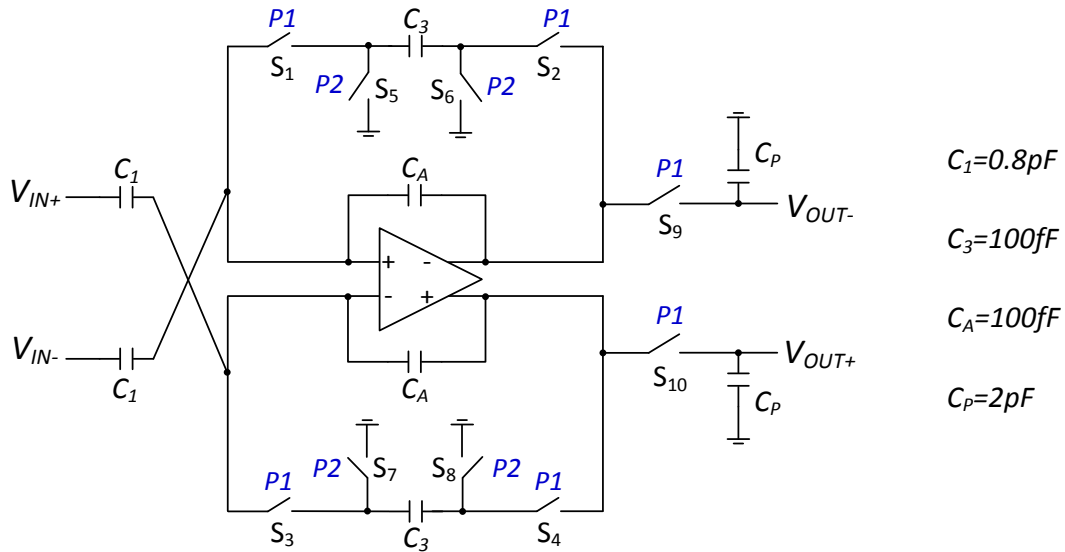 P1 C3 P1
S1 S2
P2 S5 S6 P2
CP
C1 CA P1 C1=0.8pF
VIN+ VOUT-
S9
+ - C3=100fF
- + CA=100fF
P1
VIN- VOUT+
C1 CA S10 CP CP=2pF
P1 P2 S7 S8 P2 P1
S3 C3 S4